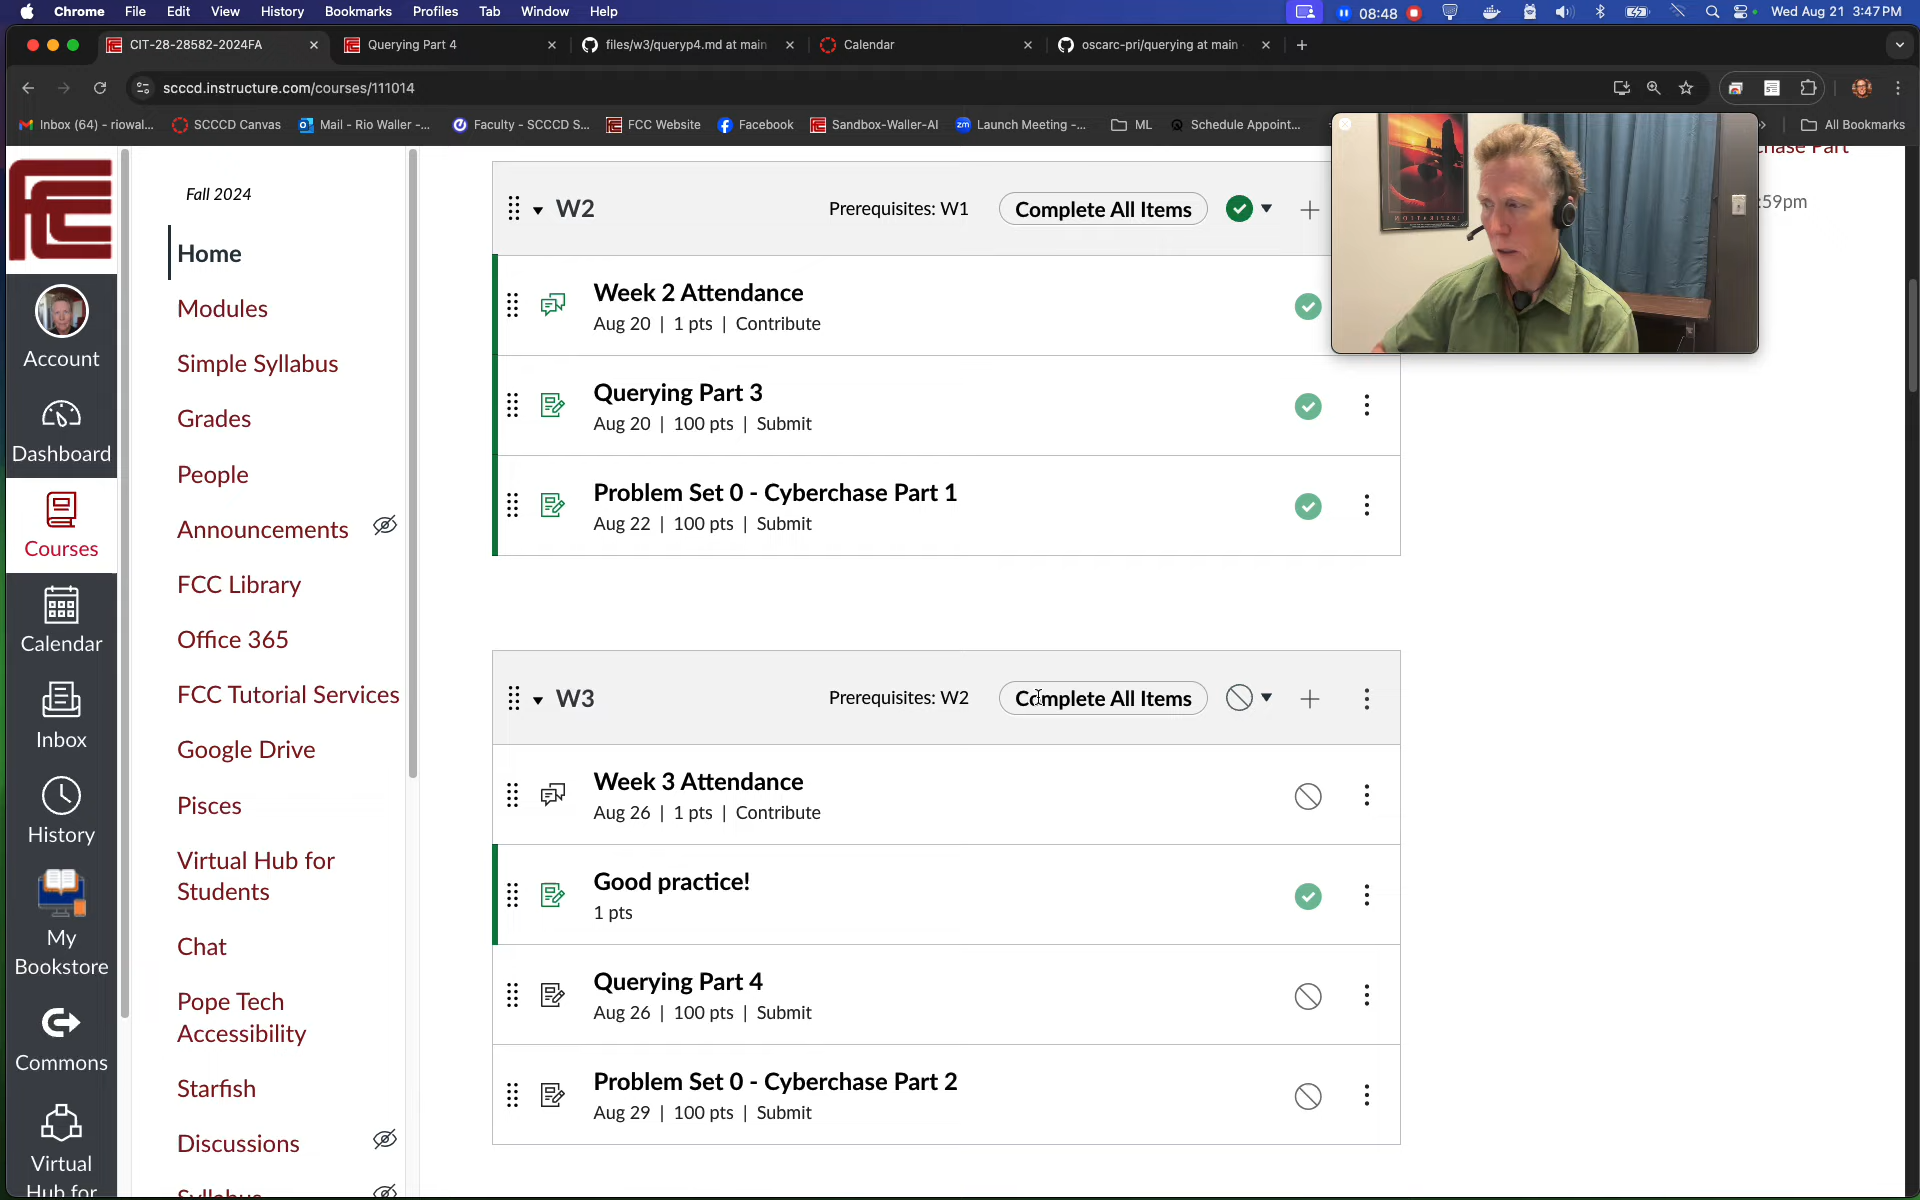 Chrome File Edit View History Bookmarks Profiles Tab Window Help 08:48 Wed Aug 21 3:47 PM
CIT-28-28582-2024FA Querying Part 4 files/w3/queryp4.md at main Calendar oscarc-pri/querying at main
scccd.instructure.com/courses/111014
Inbox (64) - riowal... SCCCD Canvas Mail - Rio Waller -... Faculty - SCCCD S... FCC Website Facebook Sandbox-Waller-AI Launch Meeting -... ML Schedule Appoint... All Bookmarks
Account
Dashboard
Courses
Calendar
Inbox
History
My
Bookstore
Commons
Virtual
Hub for
Fall 2024
Home
Modules
Simple Syllabus
Grades
People
Announcements
FCC Library
Office 365
FCC Tutorial Services
Google Drive
Pisces
Virtual Hub for
Students
Chat
Pope Tech
Accessibility
Starfish
Discussions
Syllabus
W2 Prerequisites: W1 Complete All Items
Week 2 Attendance
Aug 20 | 1 pts | Contribute
Querying Part 3
Aug 20 | 100 pts | Submit
Problem Set 0 - Cyberchase Part 1
Aug 22 | 100 pts | Submit
W3 Prerequisites: W2 Complete All Items
Week 3 Attendance
Aug 26 | 1 pts | Contribute
Good practice!
1 pts
Querying Part 4
Aug 26 | 100 pts | Submit
Problem Set 0 - Cyberchase Part 2
Aug 29 | 100 pts | Submit
Part
:59pm